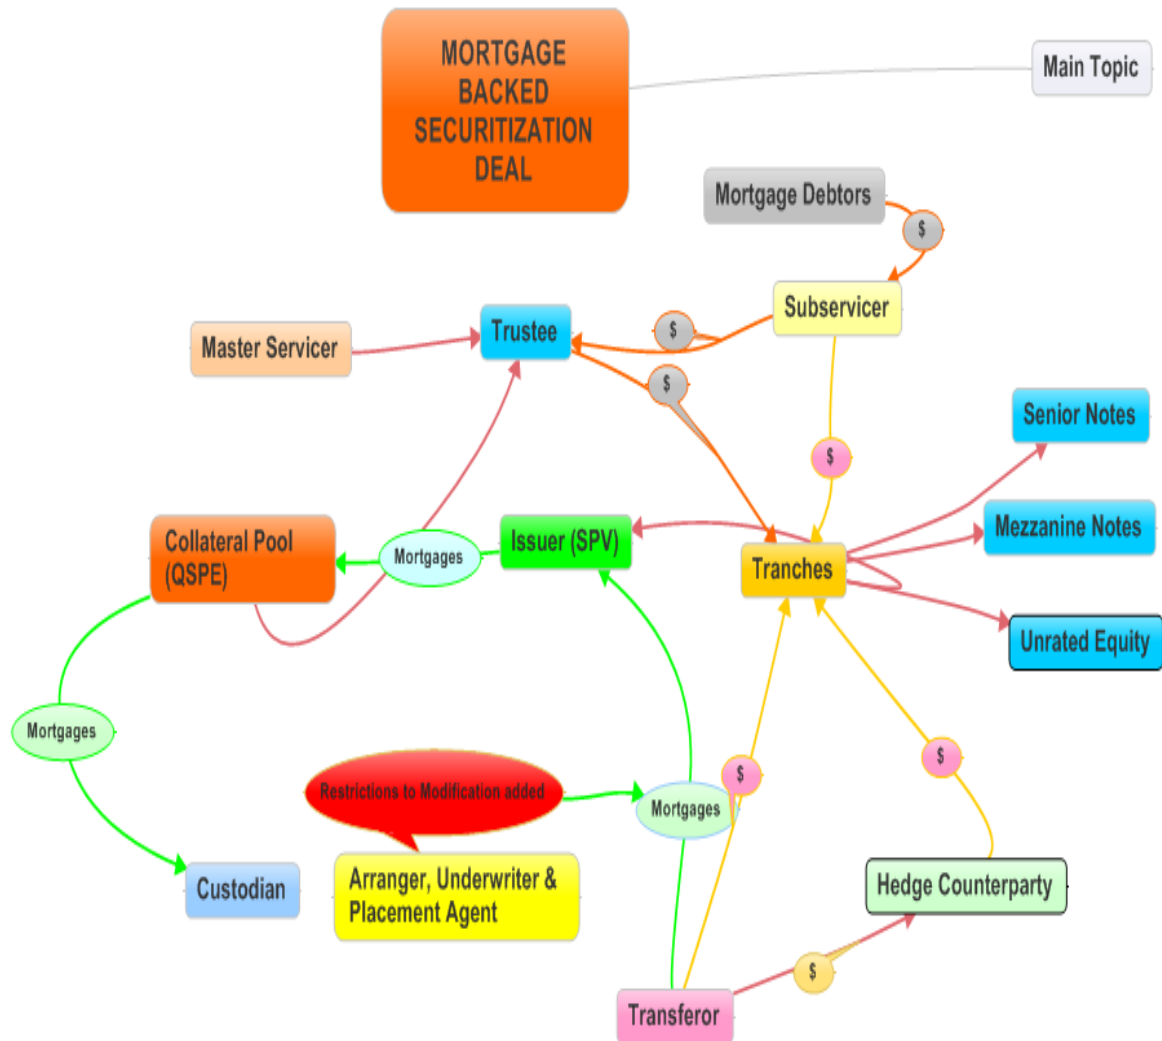 MORTGAGE
BACKED
SECURITIZATION
DEAL
Main Topic
Mortgage Debtors
$
Subservicer
$
Trustee
Master Servicer
$
Senior Notes
$
Mezzanine Notes
Collateral Pool
(QSPE)
Mortgages
Issuer (SPV)
Tranches
Unrated Equity
Mortgages
Restrictions to Modification added
$
Mortgages
$
Custodian
Arranger, Underwriter &
Placement Agent
Hedge Counterparty
$
Transferor